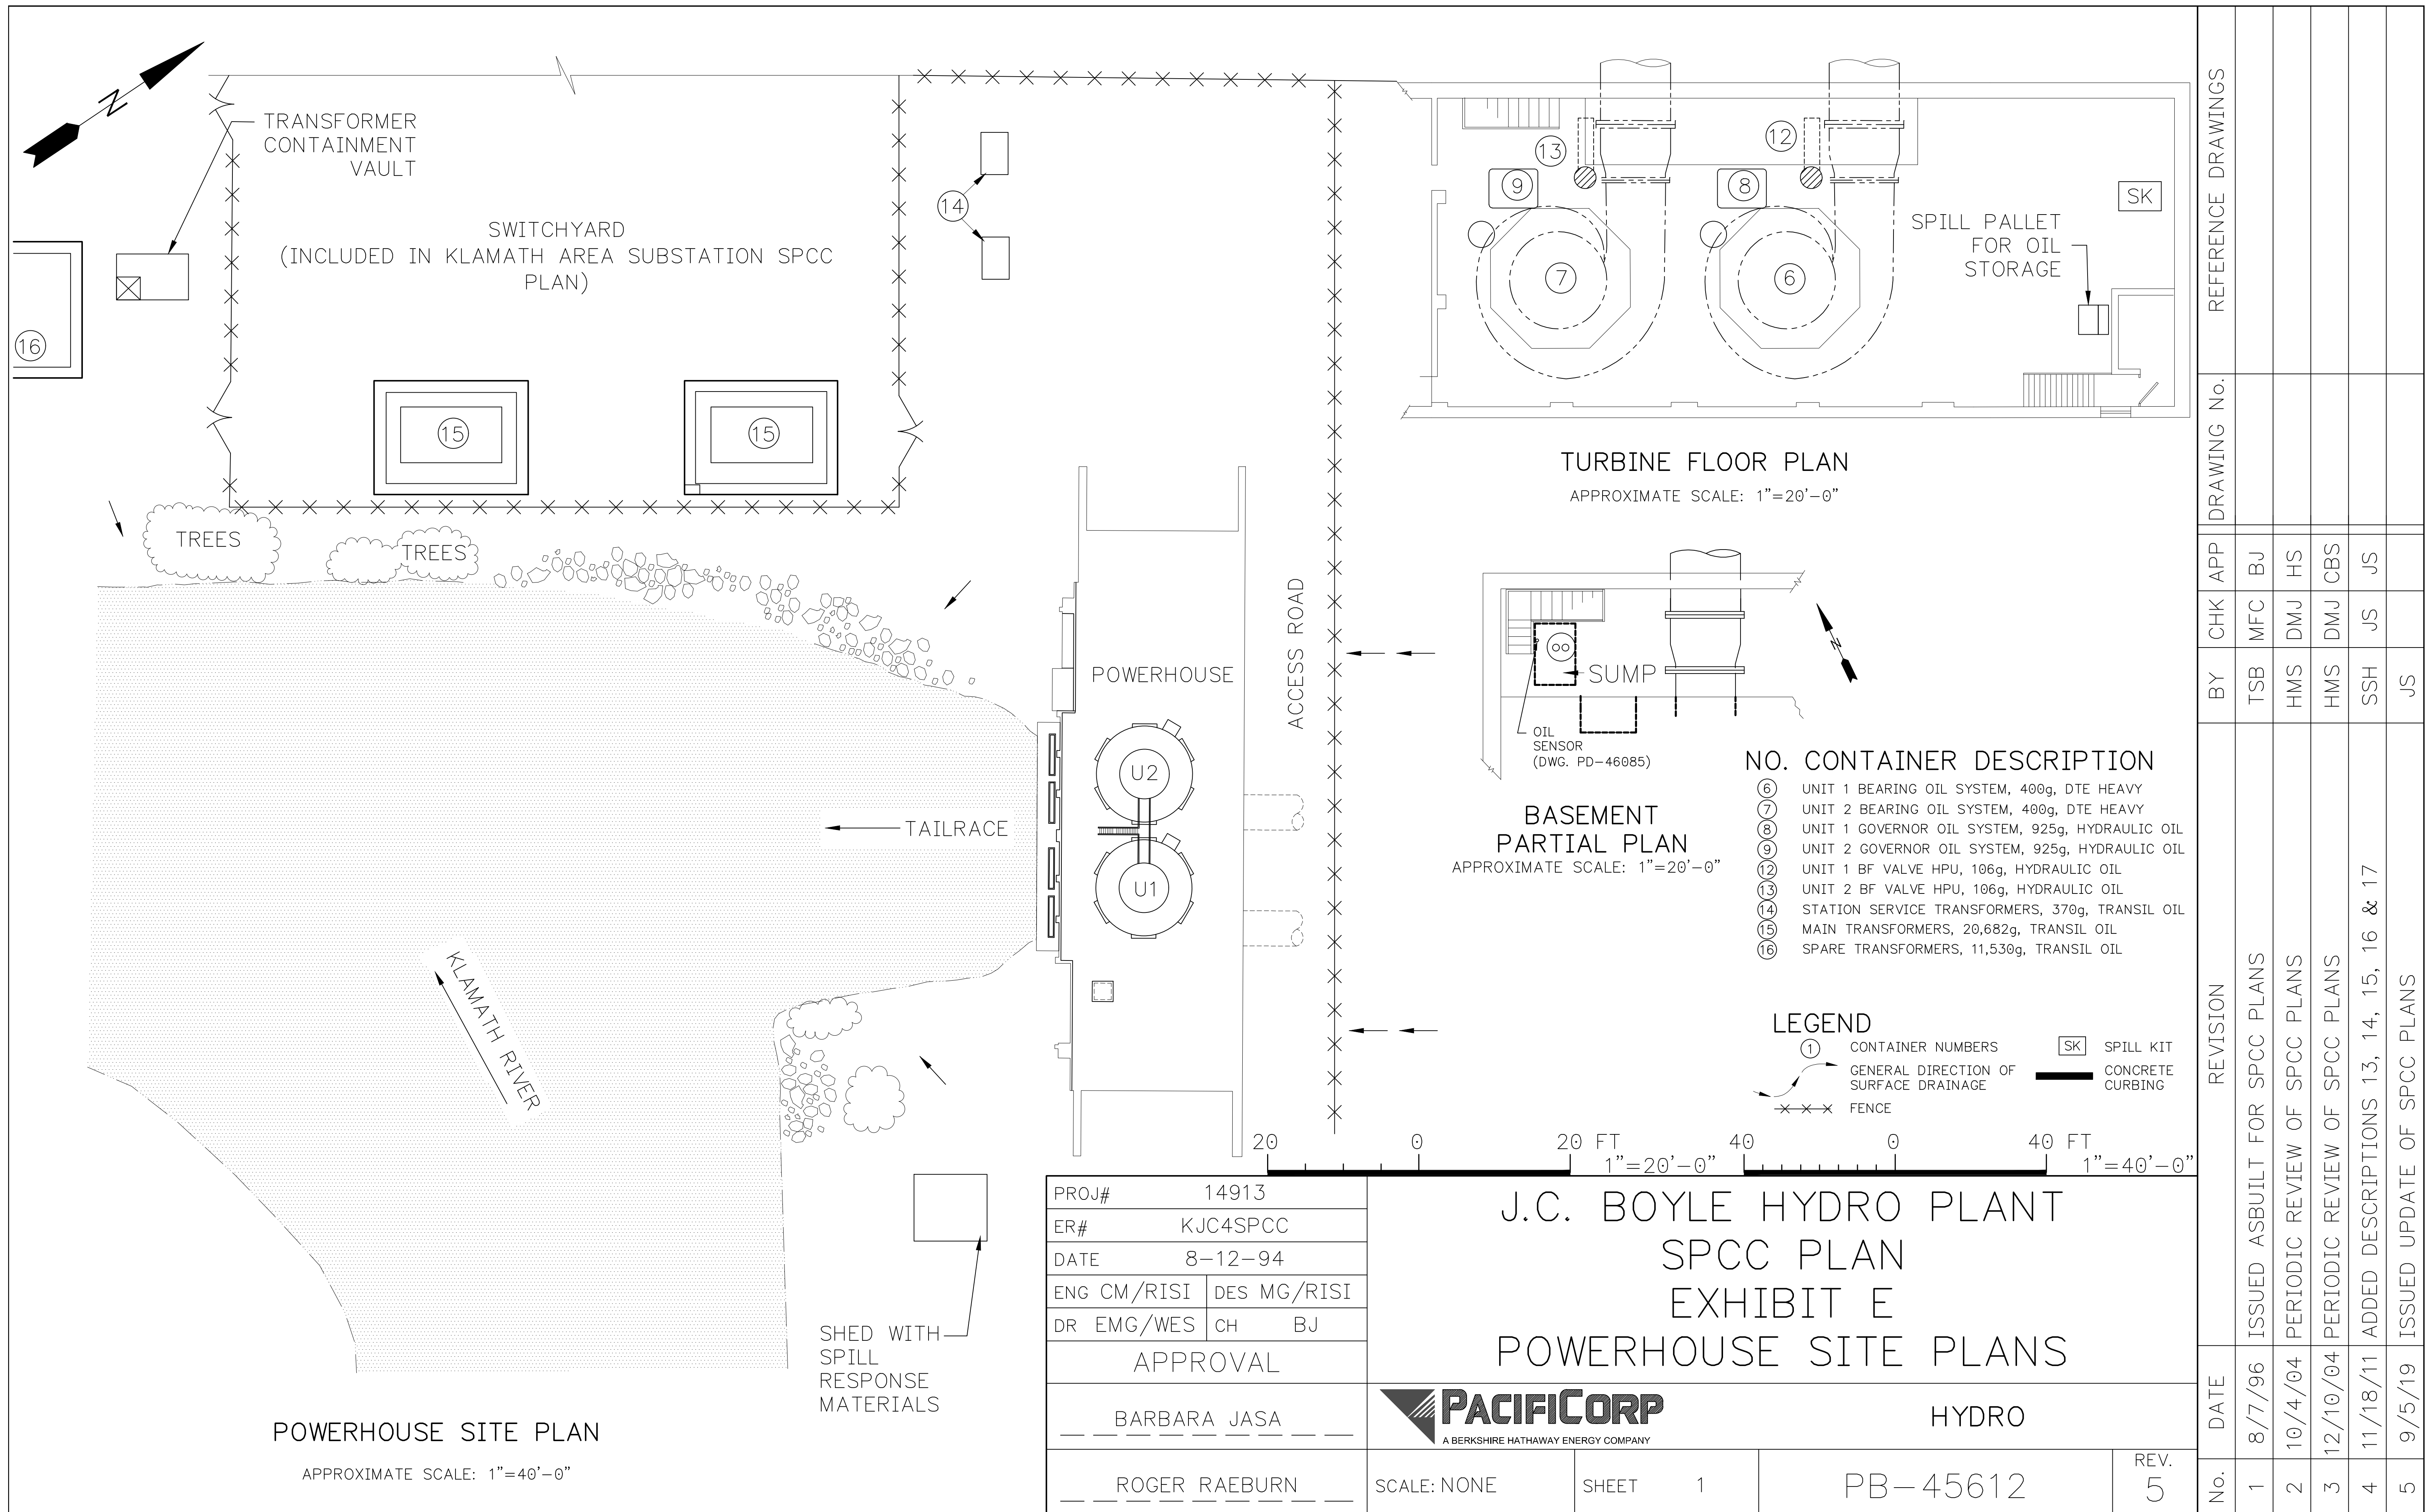 N
TRANSFORMER
CONTAINMENT
VAULT
SWITCHYARD
(INCLUDED IN KLAMATH AREA SUBSTATION SPCC
PLAN)
14
16
15
15
TREES
TREES
POWERHOUSE
ACCESS ROAD
U2
U1
TAILRACE
KLAMATH RIVER
SHED WITH
SPILL
RESPONSE
MATERIALS
POWERHOUSE SITE PLAN
APPROXIMATE SCALE: 1"=40'-0"
13
12
9
8
7
6
SK
SPILL PALLET
FOR OIL
STORAGE
TURBINE FLOOR PLAN
APPROXIMATE SCALE: 1"=20'-0"
SUMP
N
OIL
SENSOR
(DWG. PD-46085)
BASEMENT
PARTIAL PLAN
APPROXIMATE SCALE: 1"=20'-0"
NO. CONTAINER DESCRIPTION
6 UNIT 1 BEARING OIL SYSTEM, 400g, DTE HEAVY
7 UNIT 2 BEARING OIL SYSTEM, 400g, DTE HEAVY
8 UNIT 1 GOVERNOR OIL SYSTEM, 925g, HYDRAULIC OIL
9 UNIT 2 GOVERNOR OIL SYSTEM, 925g, HYDRAULIC OIL
12 UNIT 1 BF VALVE HPU, 106g, HYDRAULIC OIL
13 UNIT 2 BF VALVE HPU, 106g, HYDRAULIC OIL
14 STATION SERVICE TRANSFORMERS, 370g, TRANSIL OIL
15 MAIN TRANSFORMERS, 20,682g, TRANSIL OIL
16 SPARE TRANSFORMERS, 11,530g, TRANSIL OIL
LEGEND
1 CONTAINER NUMBERS
GENERAL DIRECTION OF
SURFACE DRAINAGE
FENCE
SK SPILL KIT
CONCRETE
CURBING
20 0 20 FT
1"=20'-0"
40 0 40 FT
1"=40'-0"
PROJ# 14913
ER# KJC4SPCC
DATE 8-12-94
ENG CM/RISI DES MG/RISI
DR EMG/WES CH BJ
APPROVAL
BARBARA JASA
ROGER RAEBURN
J.C. BOYLE HYDRO PLANT
SPCC PLAN
EXHIBIT E
POWERHOUSE SITE PLANS
PACIFICORP
A BERKSHIRE HATHAWAY ENERGY COMPANY
HYDRO
SCALE: NONE
SHEET 1
PB-45612
REV.
5
No. DATE REVISION BY CHK APP DRAWING No. REFERENCE DRAWINGS
1 8/7/96 ISSUED ASBUILT FOR SPCC PLANS TSB MFC BJ
2 10/4/04 PERIODIC REVIEW OF SPCC PLANS HMS DMJ HS
3 12/10/04 PERIODIC REVIEW OF SPCC PLANS HMS DMJ CBS
4 11/18/11 ADDED DESCRIPTIONS 13, 14, 15, 16 & 17 SSH JS JS
5 9/5/19 ISSUED UPDATE OF SPCC PLANS JS